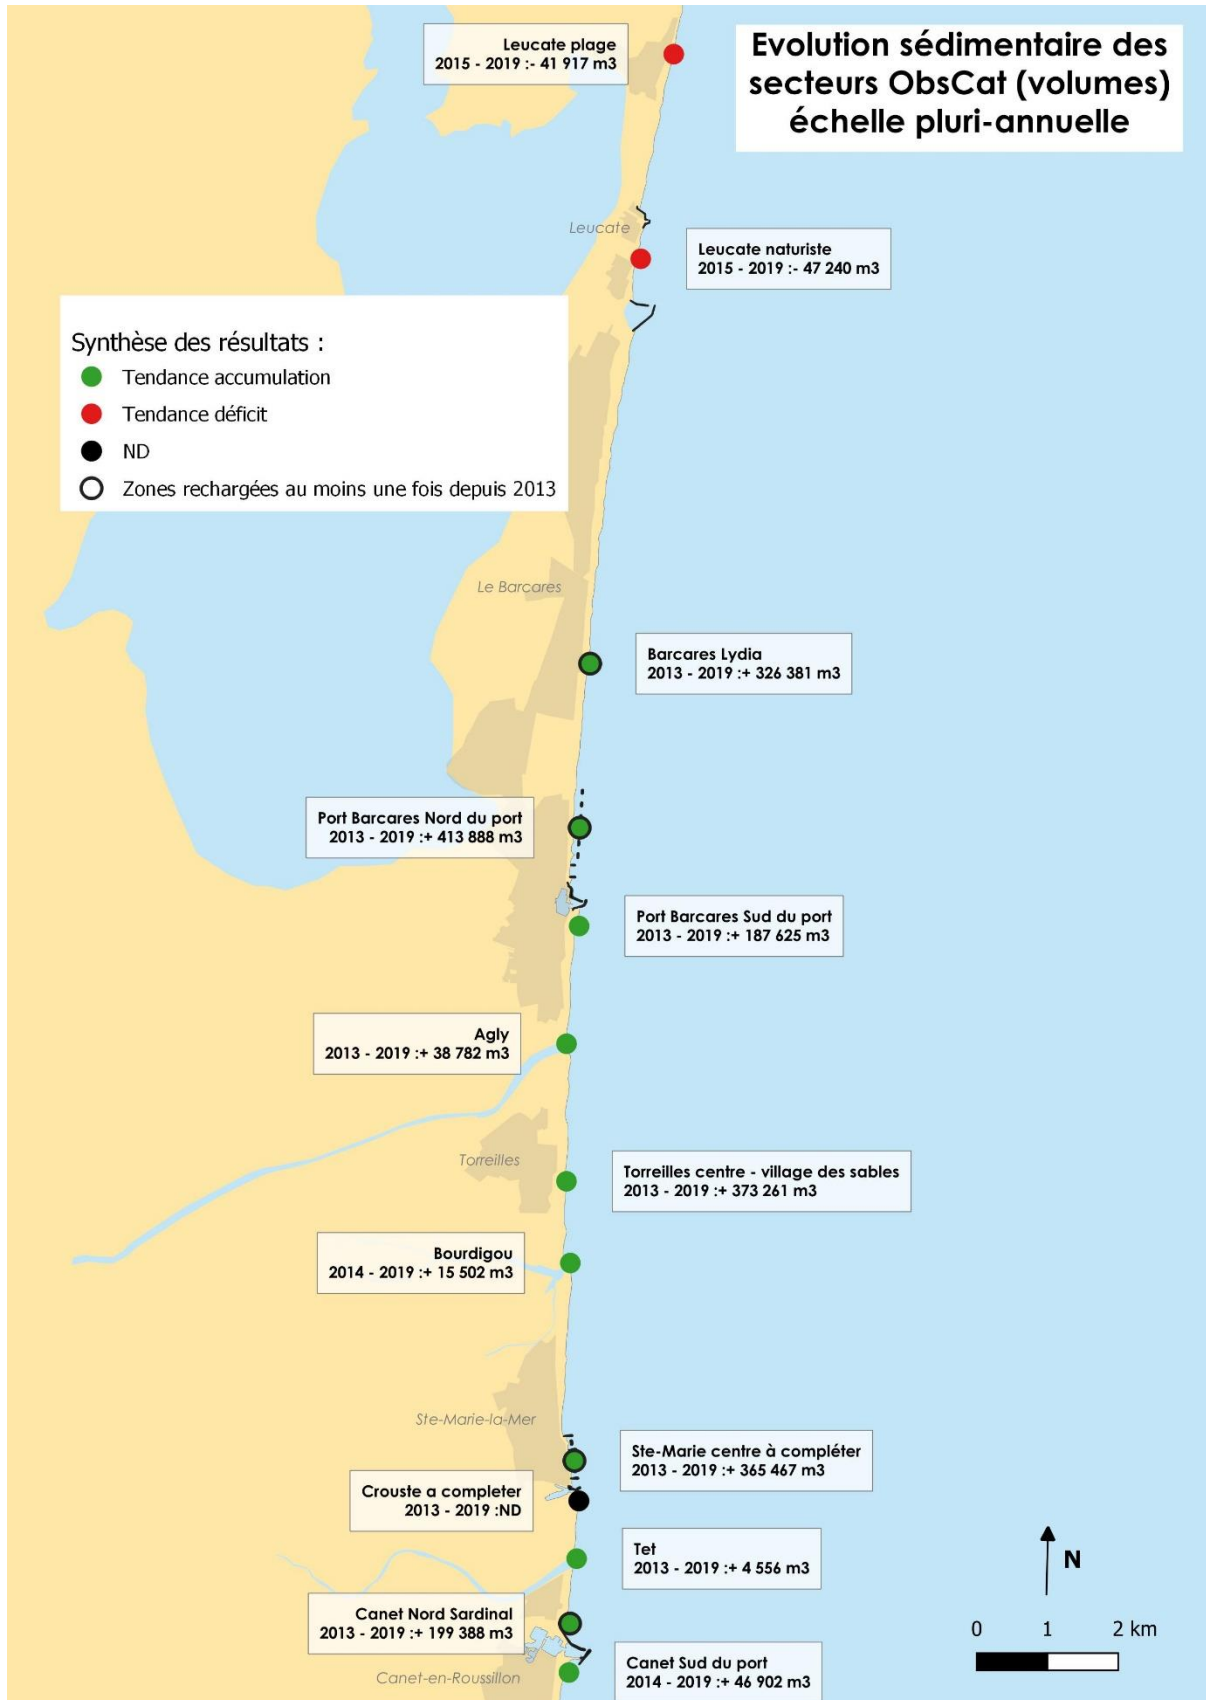 Evolution sédimentaire des
secteurs ObsCat (volumes)
échelle pluri-annuelle
Leucate plage
2015 - 2019 :- 41 917 m3
Leucate
Leucate naturiste
2015 - 2019 :- 47 240 m3
Synthèse des résultats :
Tendance accumulation
Tendance déficit
ND
Zones rechargées au moins une fois depuis 2013
Le Barcares
Barcares Lydia
2013 - 2019 :+ 326 381 m3
Port Barcares Nord du port
2013 - 2019 :+ 413 888 m3
Port Barcares Sud du port
2013 - 2019 :+ 187 625 m3
Agly
2013 - 2019 :+ 38 782 m3
Torreilles
Torreilles centre - village des sables
2013 - 2019 :+ 373 261 m3
Bourdigou
2014 - 2019 :+ 15 502 m3
Ste-Marie-la-Mer
Ste-Marie centre à compléter
2013 - 2019 :+ 365 467 m3
Crouste a completer
2013 - 2019 :ND
Tet
2013 - 2019 :+ 4 556 m3
N
Canet Nord Sardinal
2013 - 2019 :+ 199 388 m3
0 1 2 km
Canet Sud du port
2014 - 2019 :+ 46 902 m3
Canet-en-Roussillon